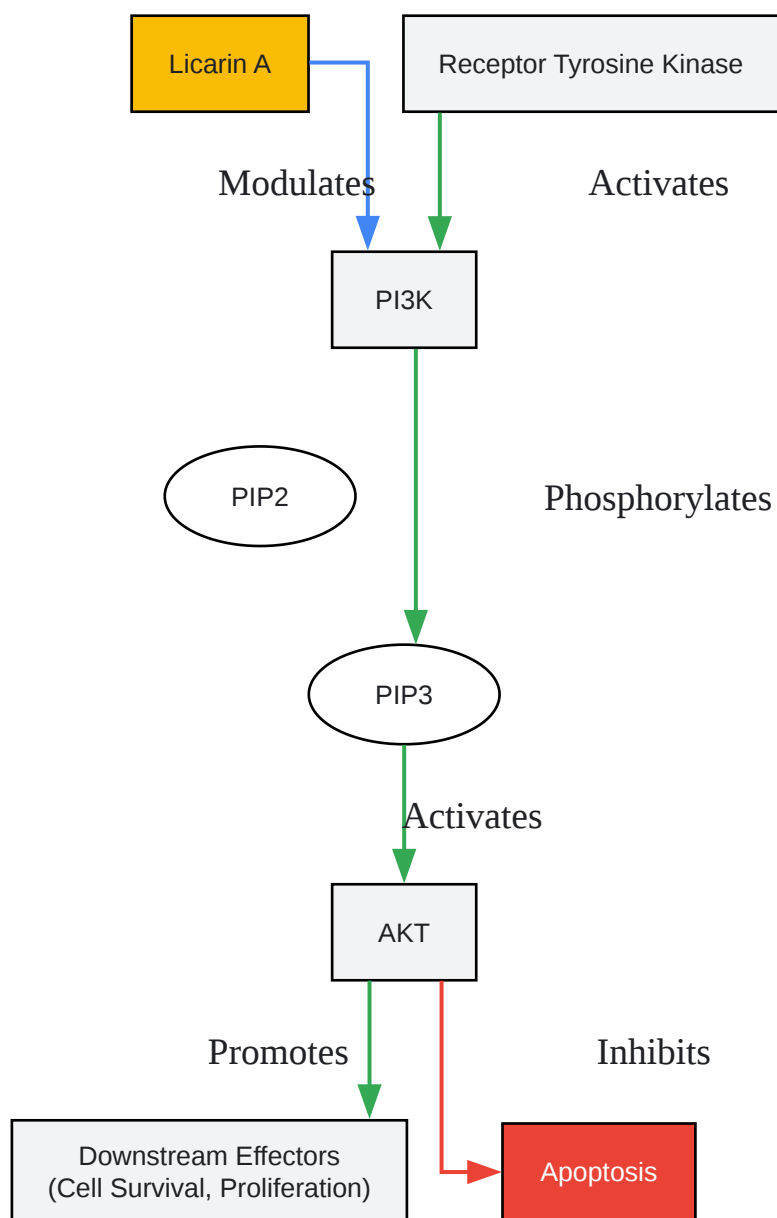 Licarin A
Receptor Tyrosine Kinase
Modulates
Activates
PI3K
PIP2
Phosphorylates
PIP3
Activates
AKT
Promotes
Inhibits
Downstream Effectors
(Cell Survival, Proliferation)
Apoptosis